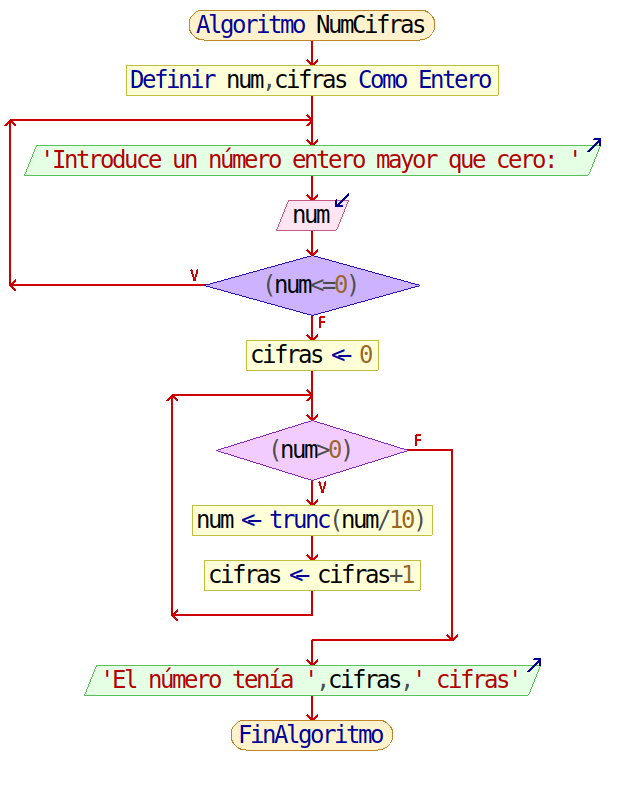 Algoritmo NumCifras
Definir num,cifras Como Entero
'Introduce un número entero mayor que cero: '
num
V
(num<=0)
F
cifras <- 0
F
(num>0)
V
num <- trunc(num/10)
cifras <- cifras+1
'El número tenía ',cifras,' cifras'
FinAlgoritmo